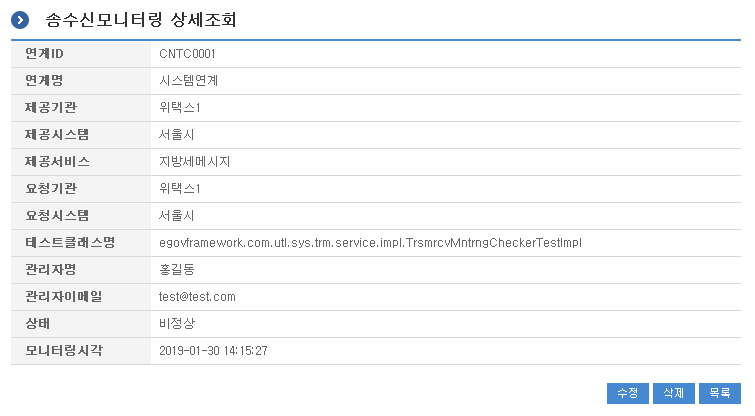 송수신모니터링 상세조회
연계ID CNTC0001
연계명 시스템연계
제공기관 위택스1
제공시스템 서울시
제공서비스 지방세메시지
요청기관 위택스1
요청시스템 서울시
테스트클래스명 egovframework.com.utl.sys.trm.service.impl.TrsmrcvMntrngCheckerTestImpl
관리자명 홍길동
관리자이메일 test@test.com
상태 비정상
모니터링시각 2019-01-30 14:15:27
수정 삭제 목록